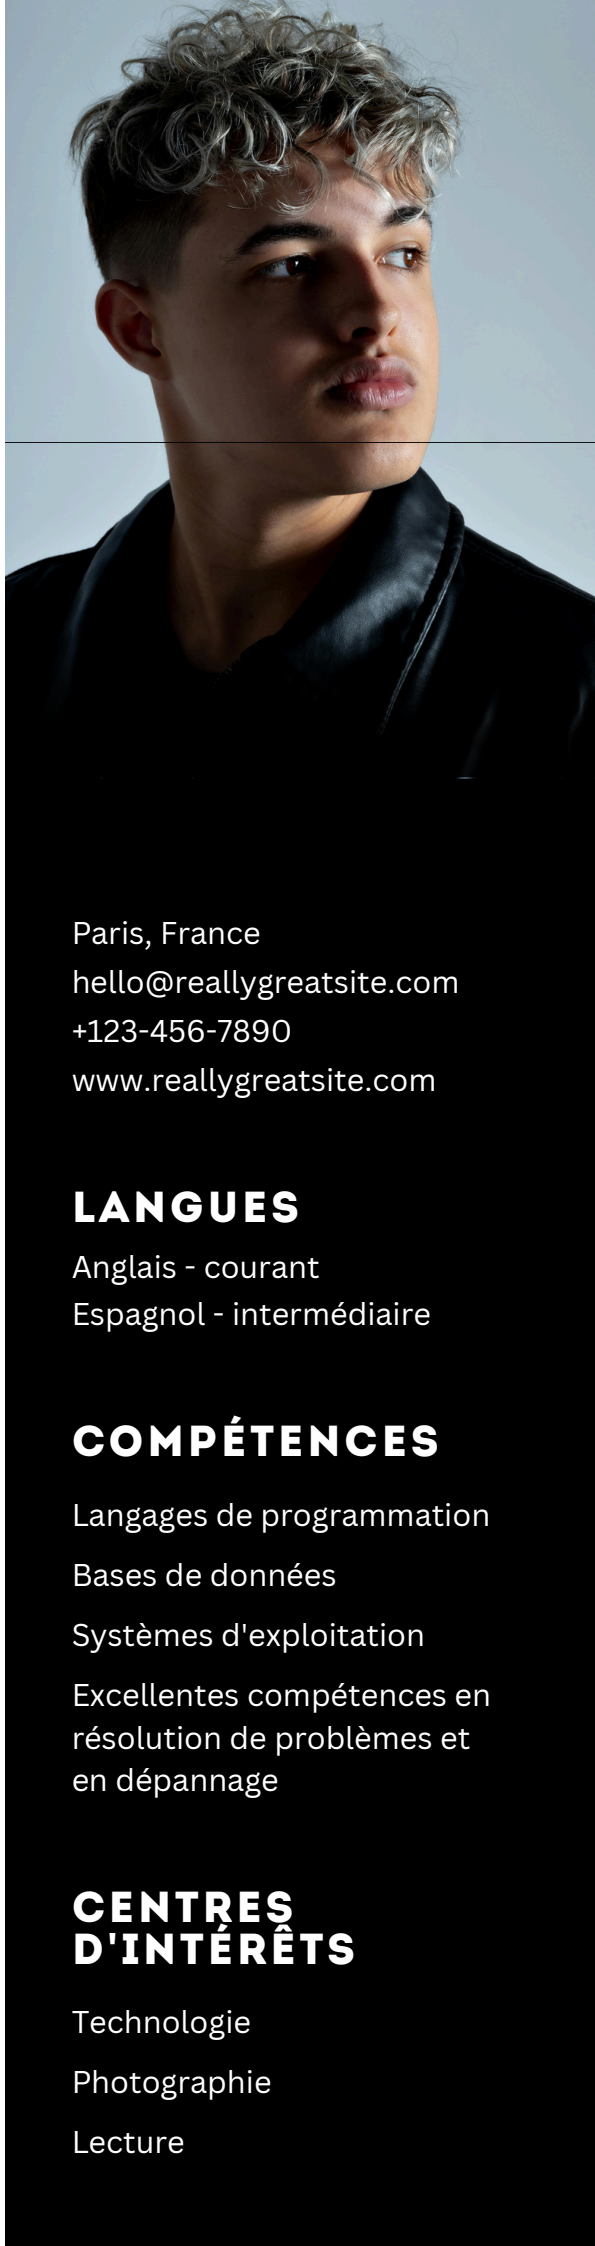 Paris, France
hello@reallygreatsite.com
+123-456-7890
www.reallygreatsite.com
LANGUES
Anglais - courant
Espagnol - intermédiaire
COMPÉTENCES
Langages de programmation
Bases de données
Systèmes d'exploitation
Excellentes compétences en
résolution de problèmes et
en dépannage
CENTRES
D'INTÉRÊTS
Technologie
Photographie
Lecture